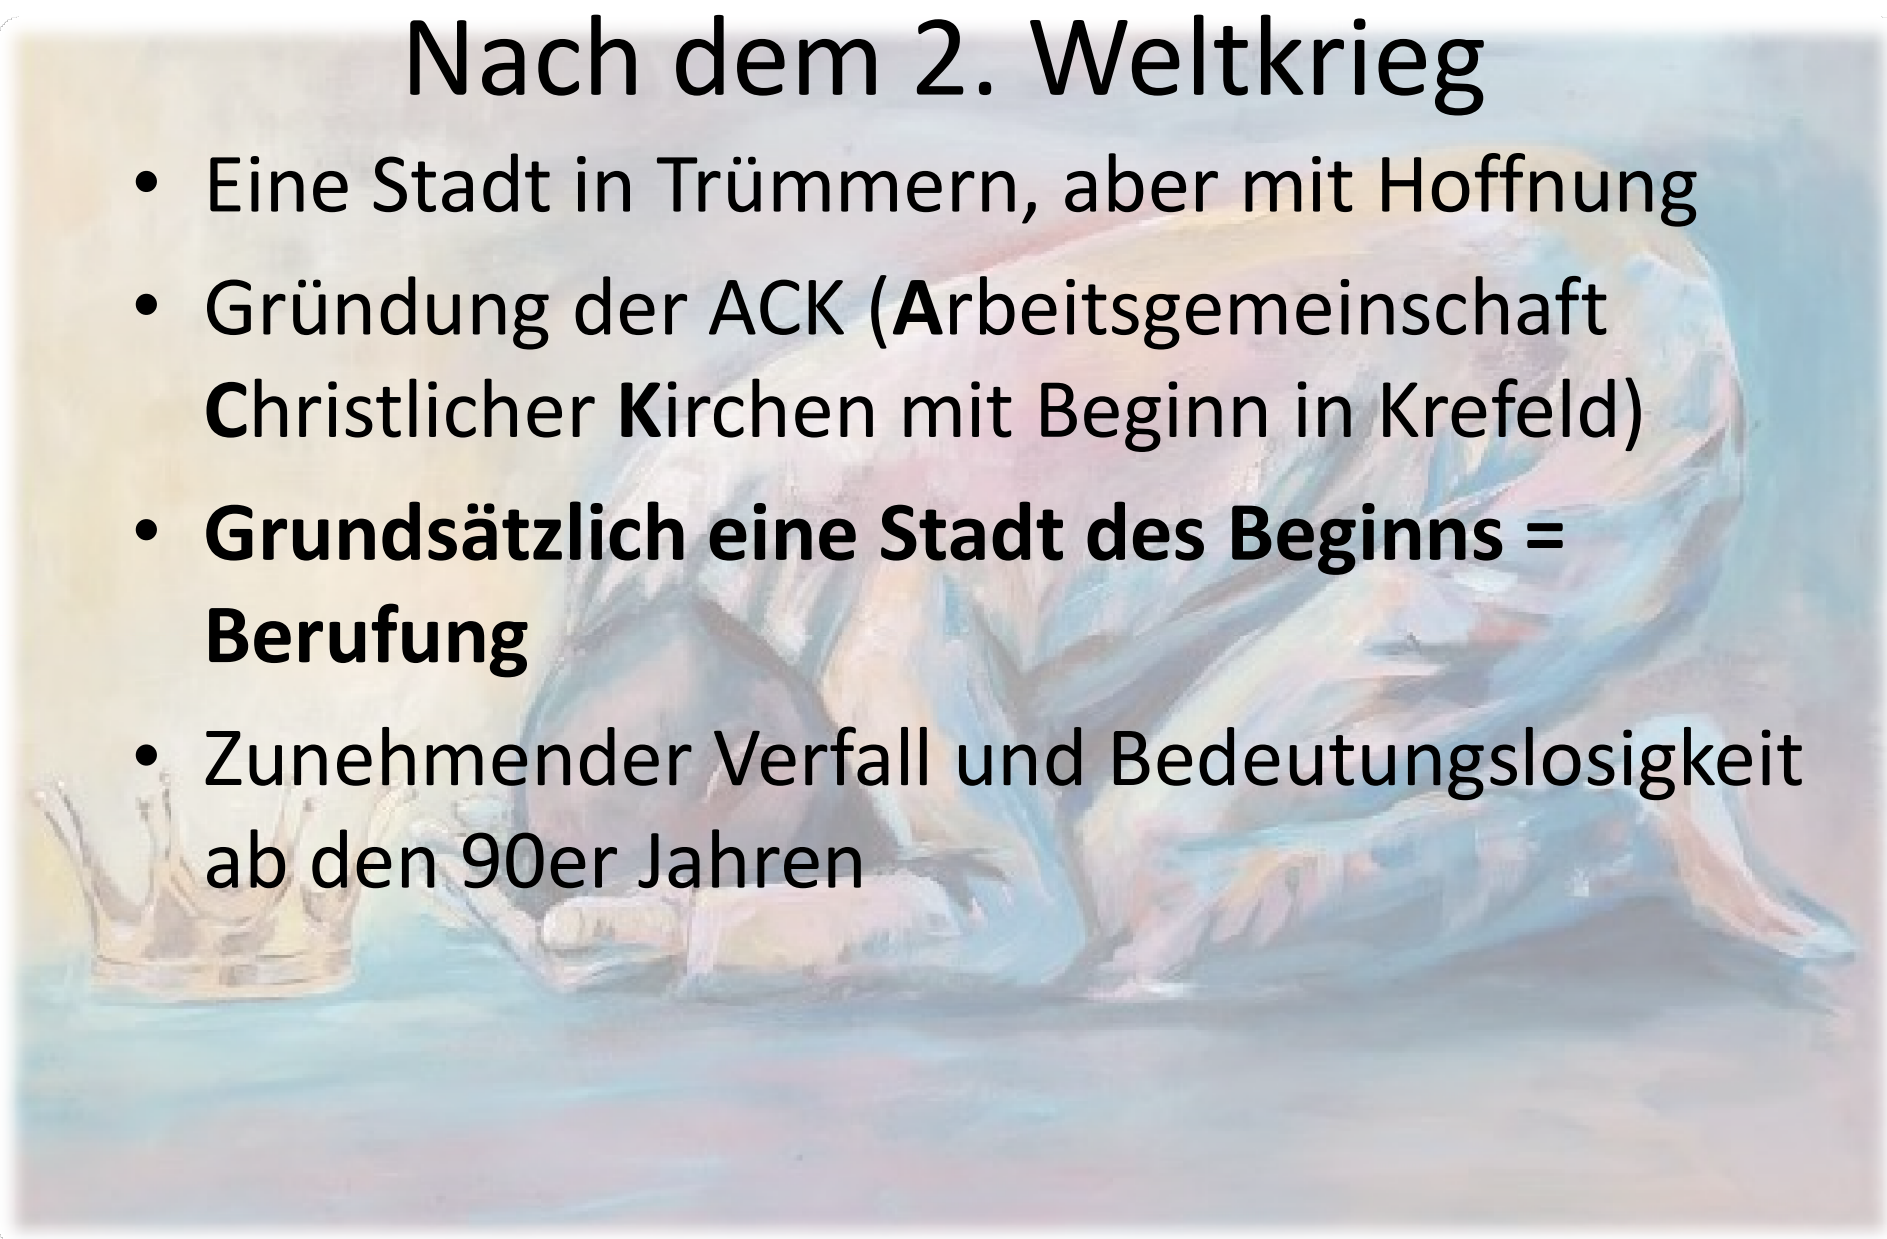 Nach dem 2. Weltkrieg
• Eine Stadt in Trümmern, aber mit Hoffnung
• Gründung der ACK (Arbeitsgemeinschaft
Christlicher Kirchen mit Beginn in Krefeld)
• Grundsätzlich eine Stadt des Beginns =
Berufung
• Zunehmender Verfall und Bedeutungslosigkeit
ab den 90er Jahren